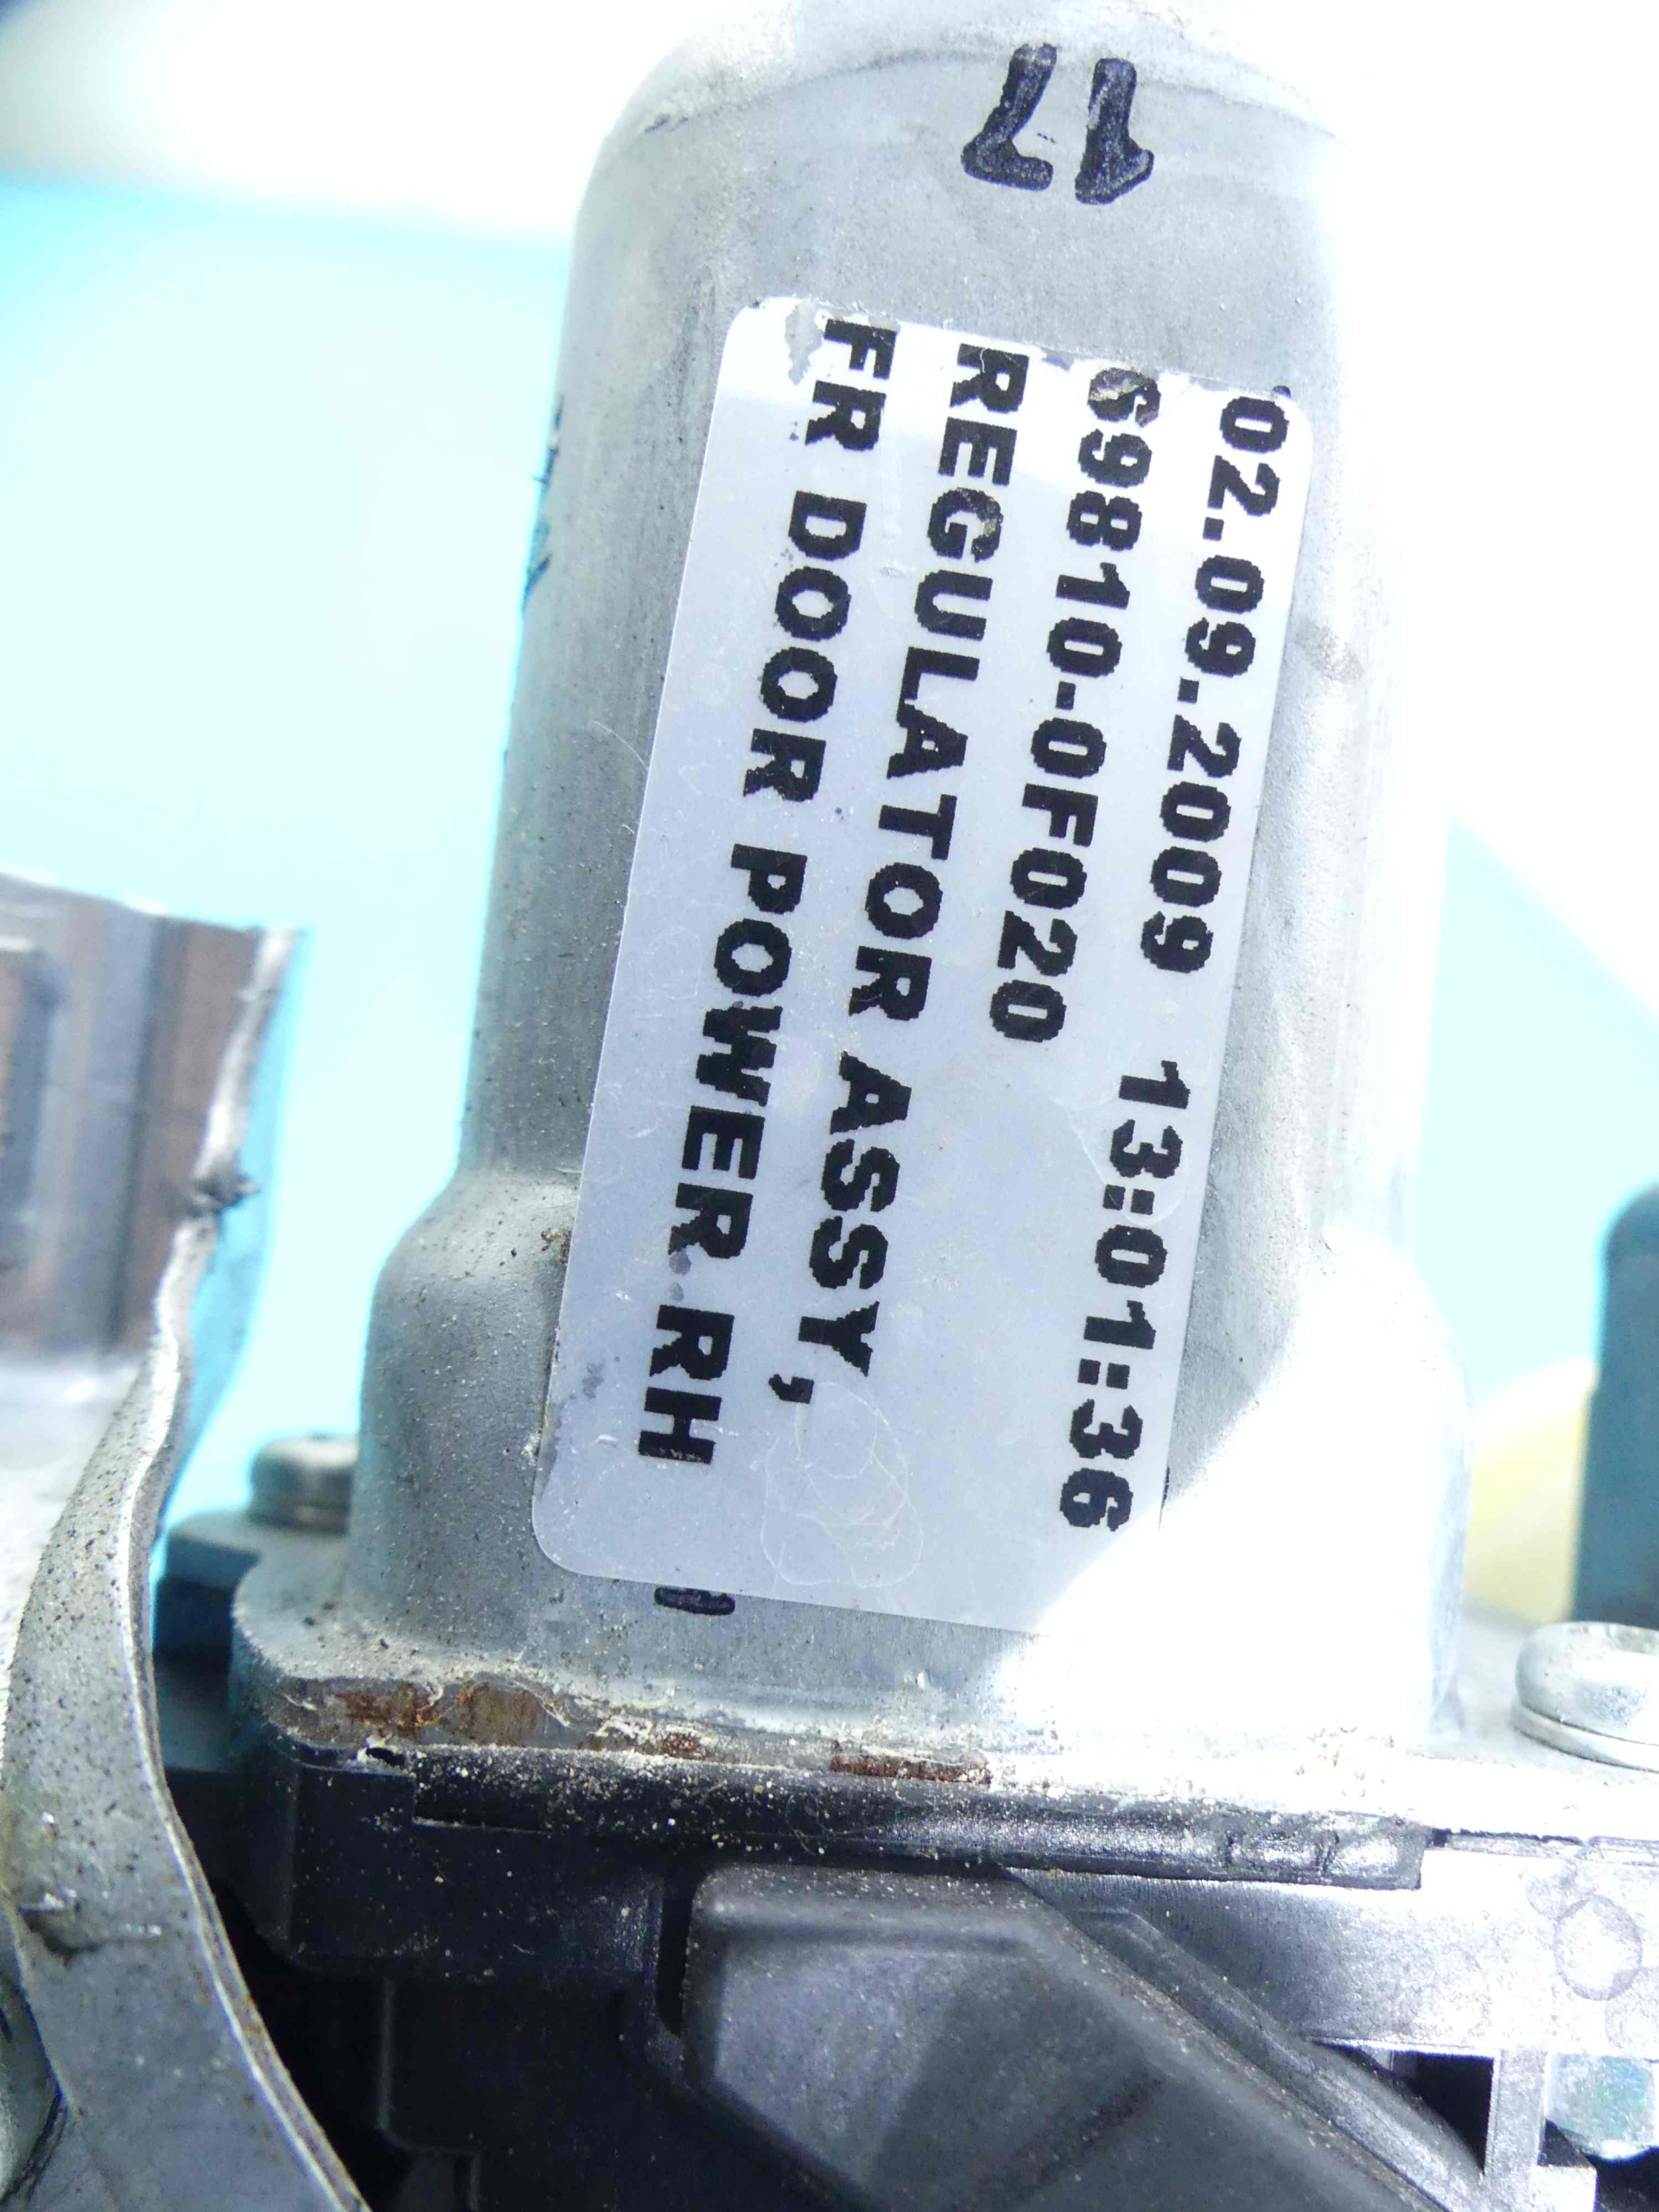 17
02.09.2009 13:01:36
69810-0F020
REGULATOR ASSY,
FR DOOR POWER RH